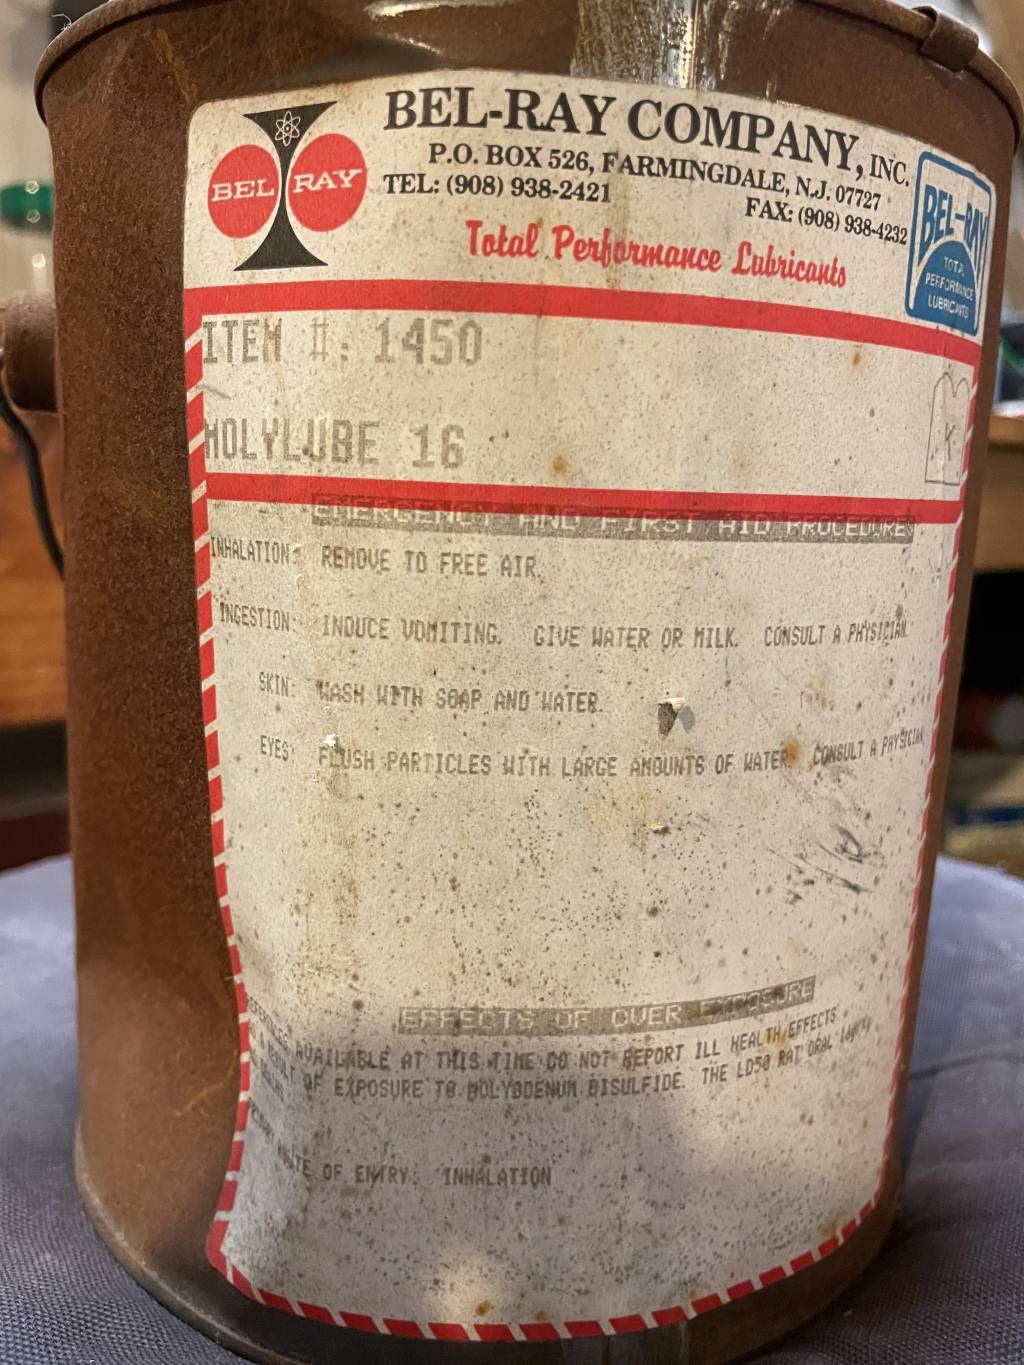 BEL-RAY COMPANY, INC.
P.O. BOX 526, FARMINGDALE, N.J. 07727
TEL: (908) 938-2421
FAX: (908) 938-4232
Total Performance Lubricants
BEL RAY
BEL-RAY
TOTAL
PERFORMANCE
LUBRICANTS
ITEM #: 1450
MOLYLUBE 16
K
EMERGENCY AND FIRST AID PROCEDURES
INHALATION: REMOVE TO FREE AIR.
INGESTION: INDUCE VOMITING. GIVE WATER OR MILK. CONSULT A PHYSICIAN.
SKIN: WASH WITH SOAP AND WATER.
EYES: FLUSH PARTICLES WITH LARGE AMOUNTS OF WATER. CONSULT A PHYSICIAN
EFFECTS OF OVER EXPOSURE
AVAILABLE AT THIS TIME DO NOT REPORT ILL HEALTH EFFECTS
OF EXPOSURE TO MOLYBDENUM DISULFIDE. THE LD50 RAT ORAL
OF ENTRY: INHALATION